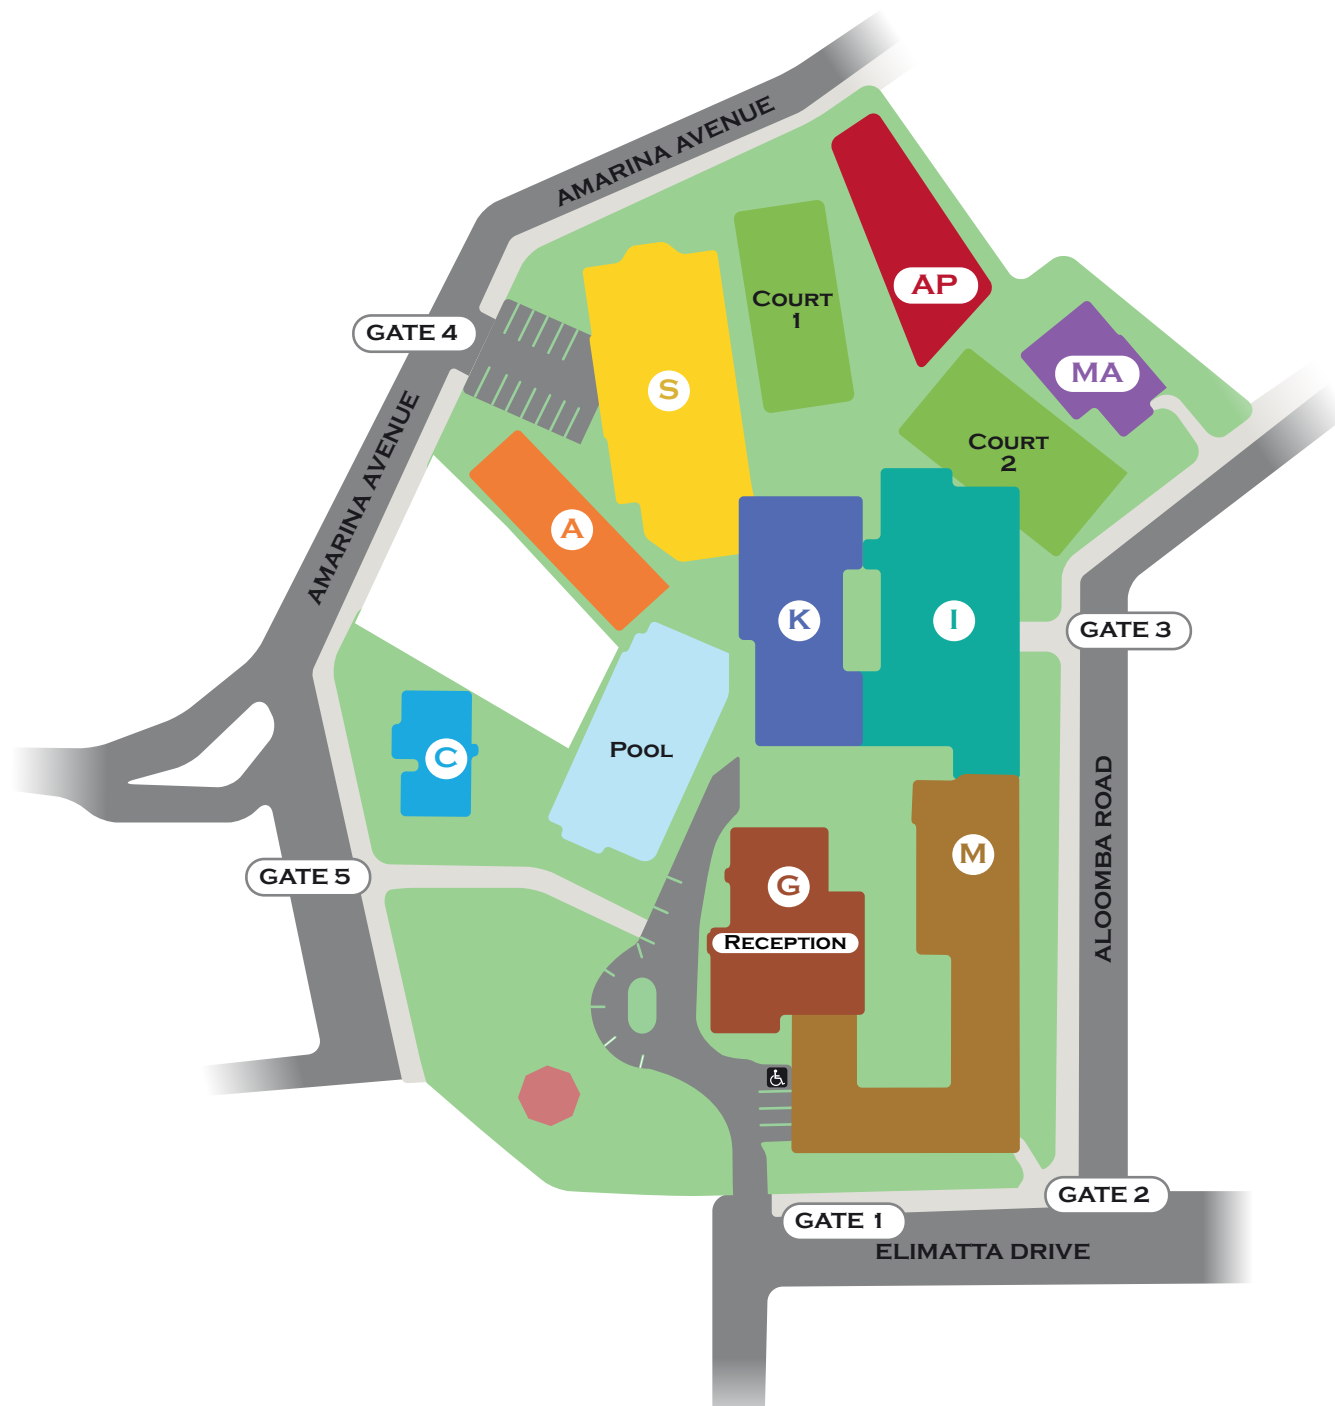 AMARINA AVENUE
AP
COURT
1
GATE 4
MA
S
COURT
2
AMARINA AVENUE
A
K
I
GATE 3
POOL
C
M
ALOOMBA ROAD
GATE 5
G
RECEPTION
GATE 2
GATE 1
ELIMATTA DRIVE